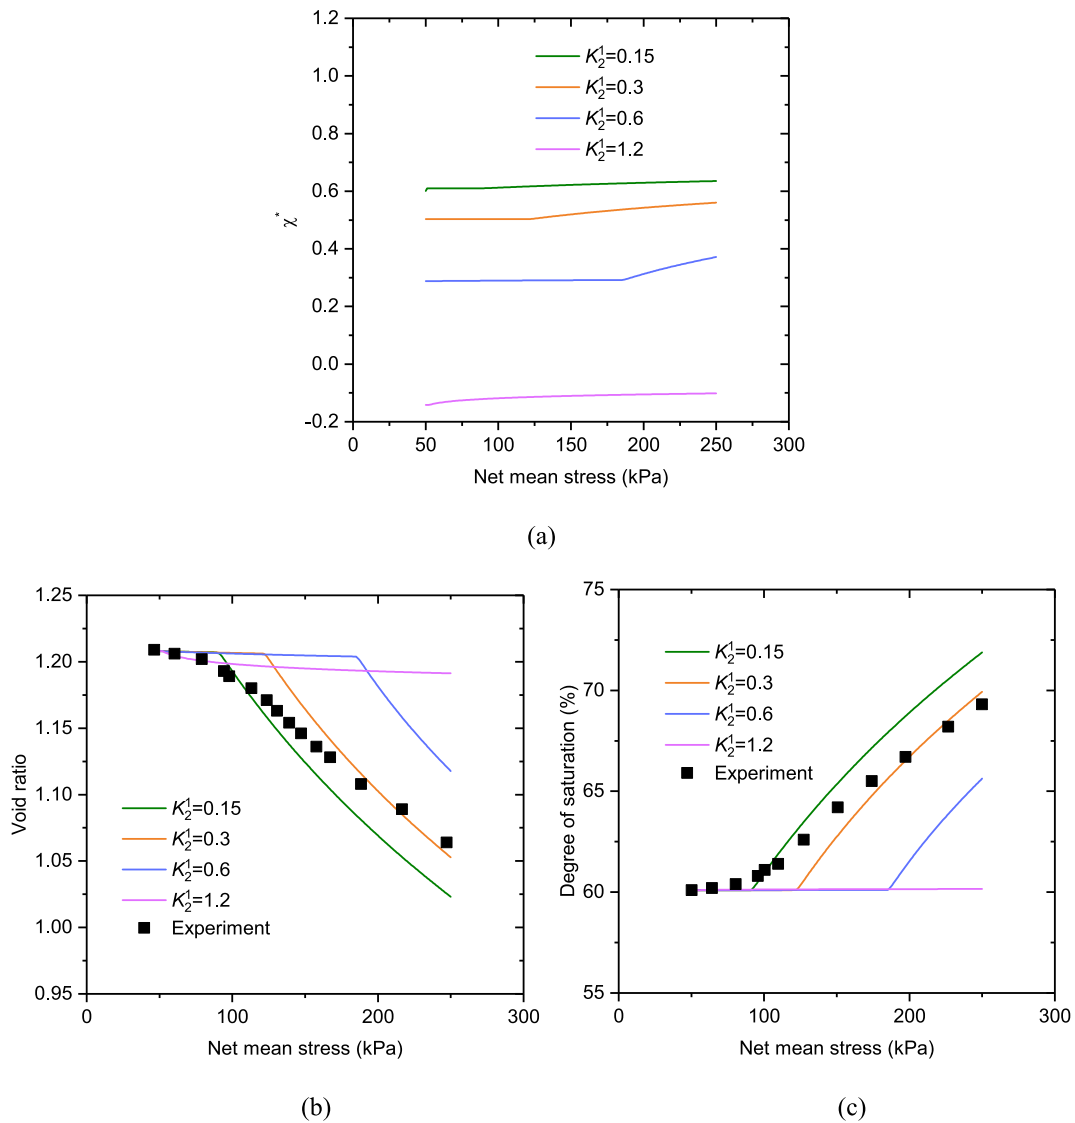 1.2
1.0
0.8
0.6
0.4
0.2
0.0
-0.2
χ*
K₂¹=0.15
K₂¹=0.3
K₂¹=0.6
K₂¹=1.2
0 50 100 150 200 250 300
Net mean stress (kPa)
(a)
1.25
1.20
1.15
1.10
1.05
1.00
0.95
Void ratio
K₂¹=0.15
K₂¹=0.3
K₂¹=0.6
K₂¹=1.2
Experiment
0 100 200 300
Net mean stress (kPa)
(b)
75
70
65
60
55
Degree of saturation (%)
K₂¹=0.15
K₂¹=0.3
K₂¹=0.6
K₂¹=1.2
Experiment
0 100 200 300
Net mean stress (kPa)
(c)